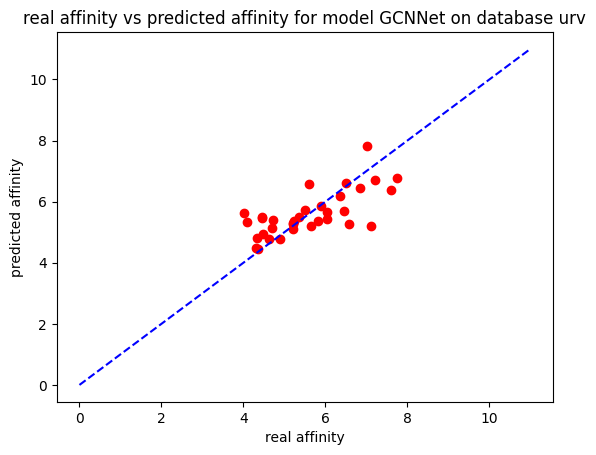 real affinity vs predicted affinity for model GCNNet on database urv
predicted affinity
10
8
6
4
2
0
0 2 4 6 8 10
real affinity